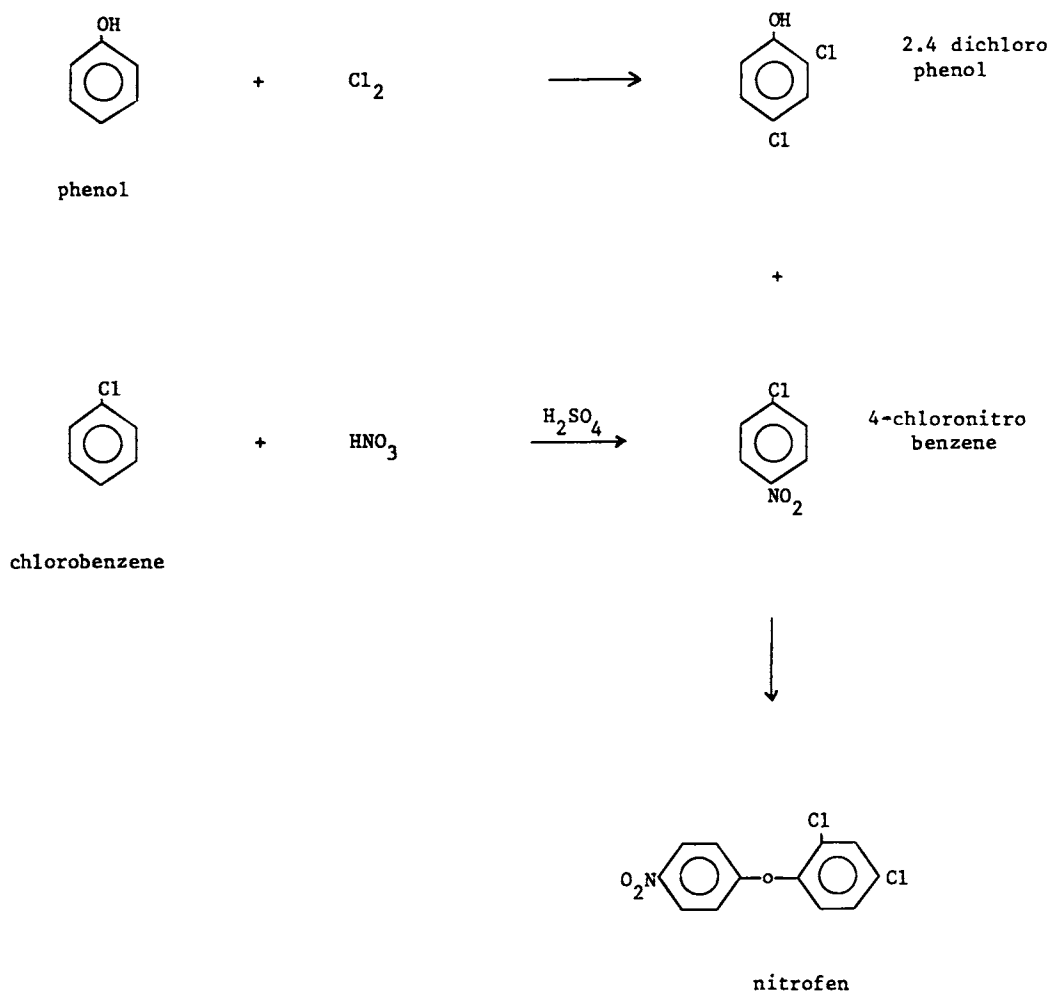 OH
+
Cl2
OH
Cl
Cl
2.4 dichloro
phenol
phenol
+
Cl
+
HNO3
H2SO4
Cl
NO2
4-chloronitro
benzene
chlorobenzene
Cl
O2N
o
Cl
nitrofen